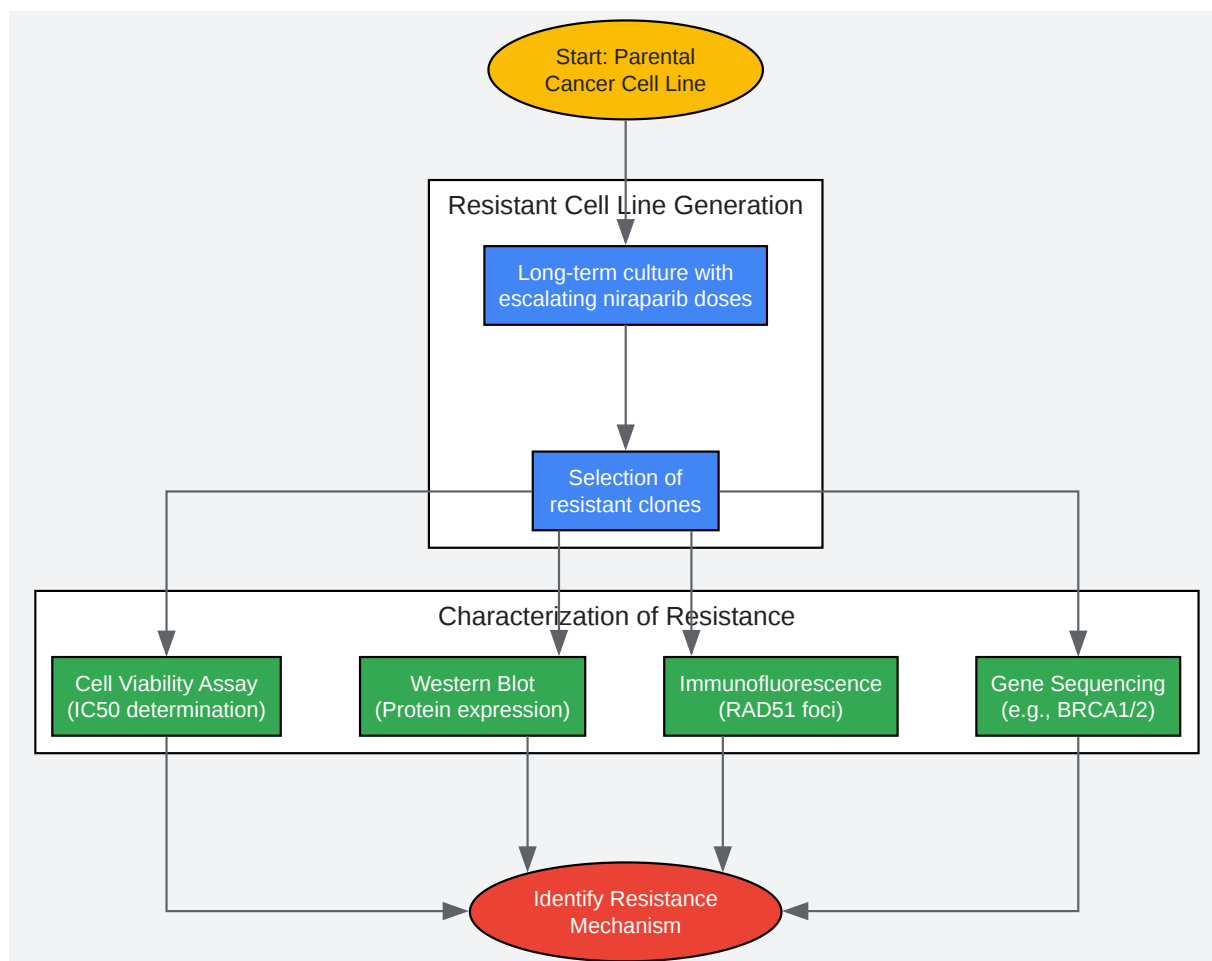 Start: Parental
Cancer Cell Line
Resistant Cell Line Generation
Long-term culture with
escalating niraparib doses
Selection of
resistant clones
Characterization of Resistance
Cell Viability Assay
(IC50 determination)
Western Blot
(Protein expression)
Immunofluorescence
(RAD51 foci)
Gene Sequencing
(e.g., BRCA1/2)
Identify Resistance
Mechanism